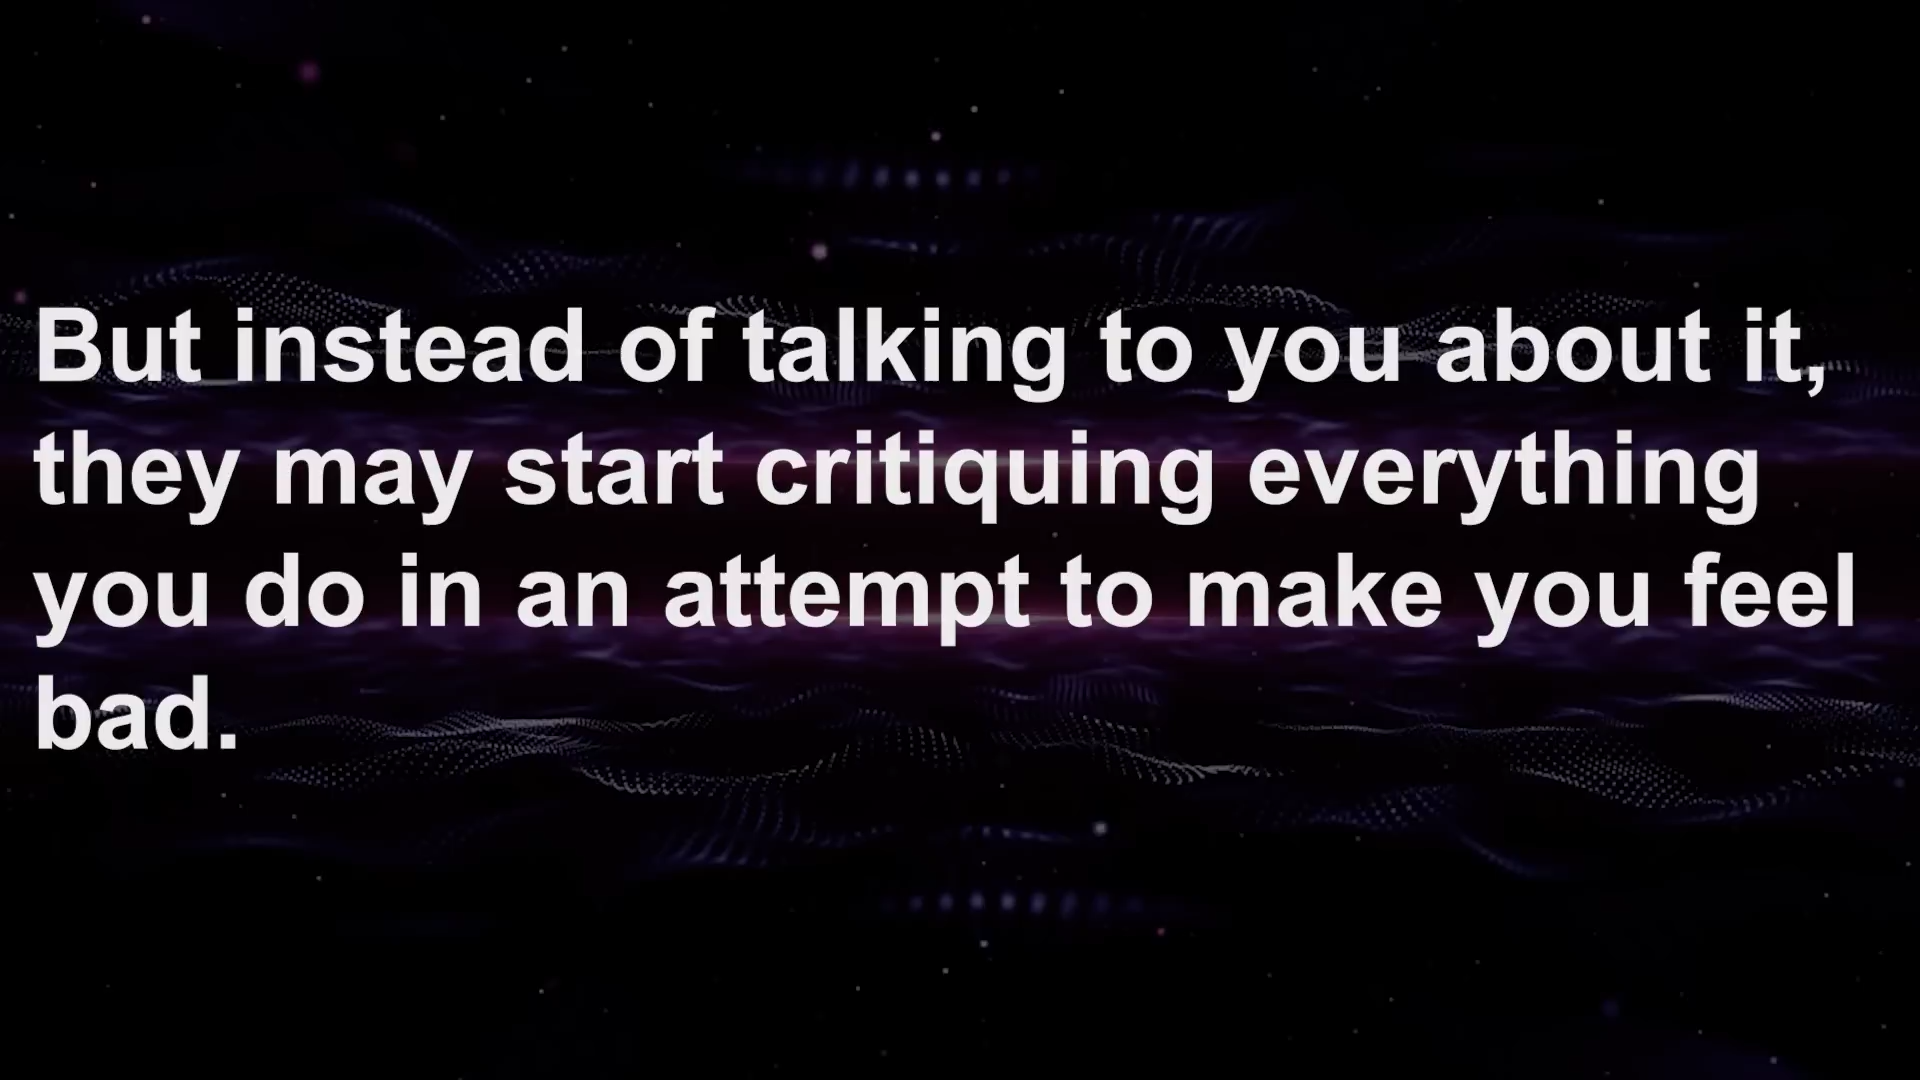 But instead of talking to you about it,
they may start critiquing everything
you do in an attempt to make you feel
bad.